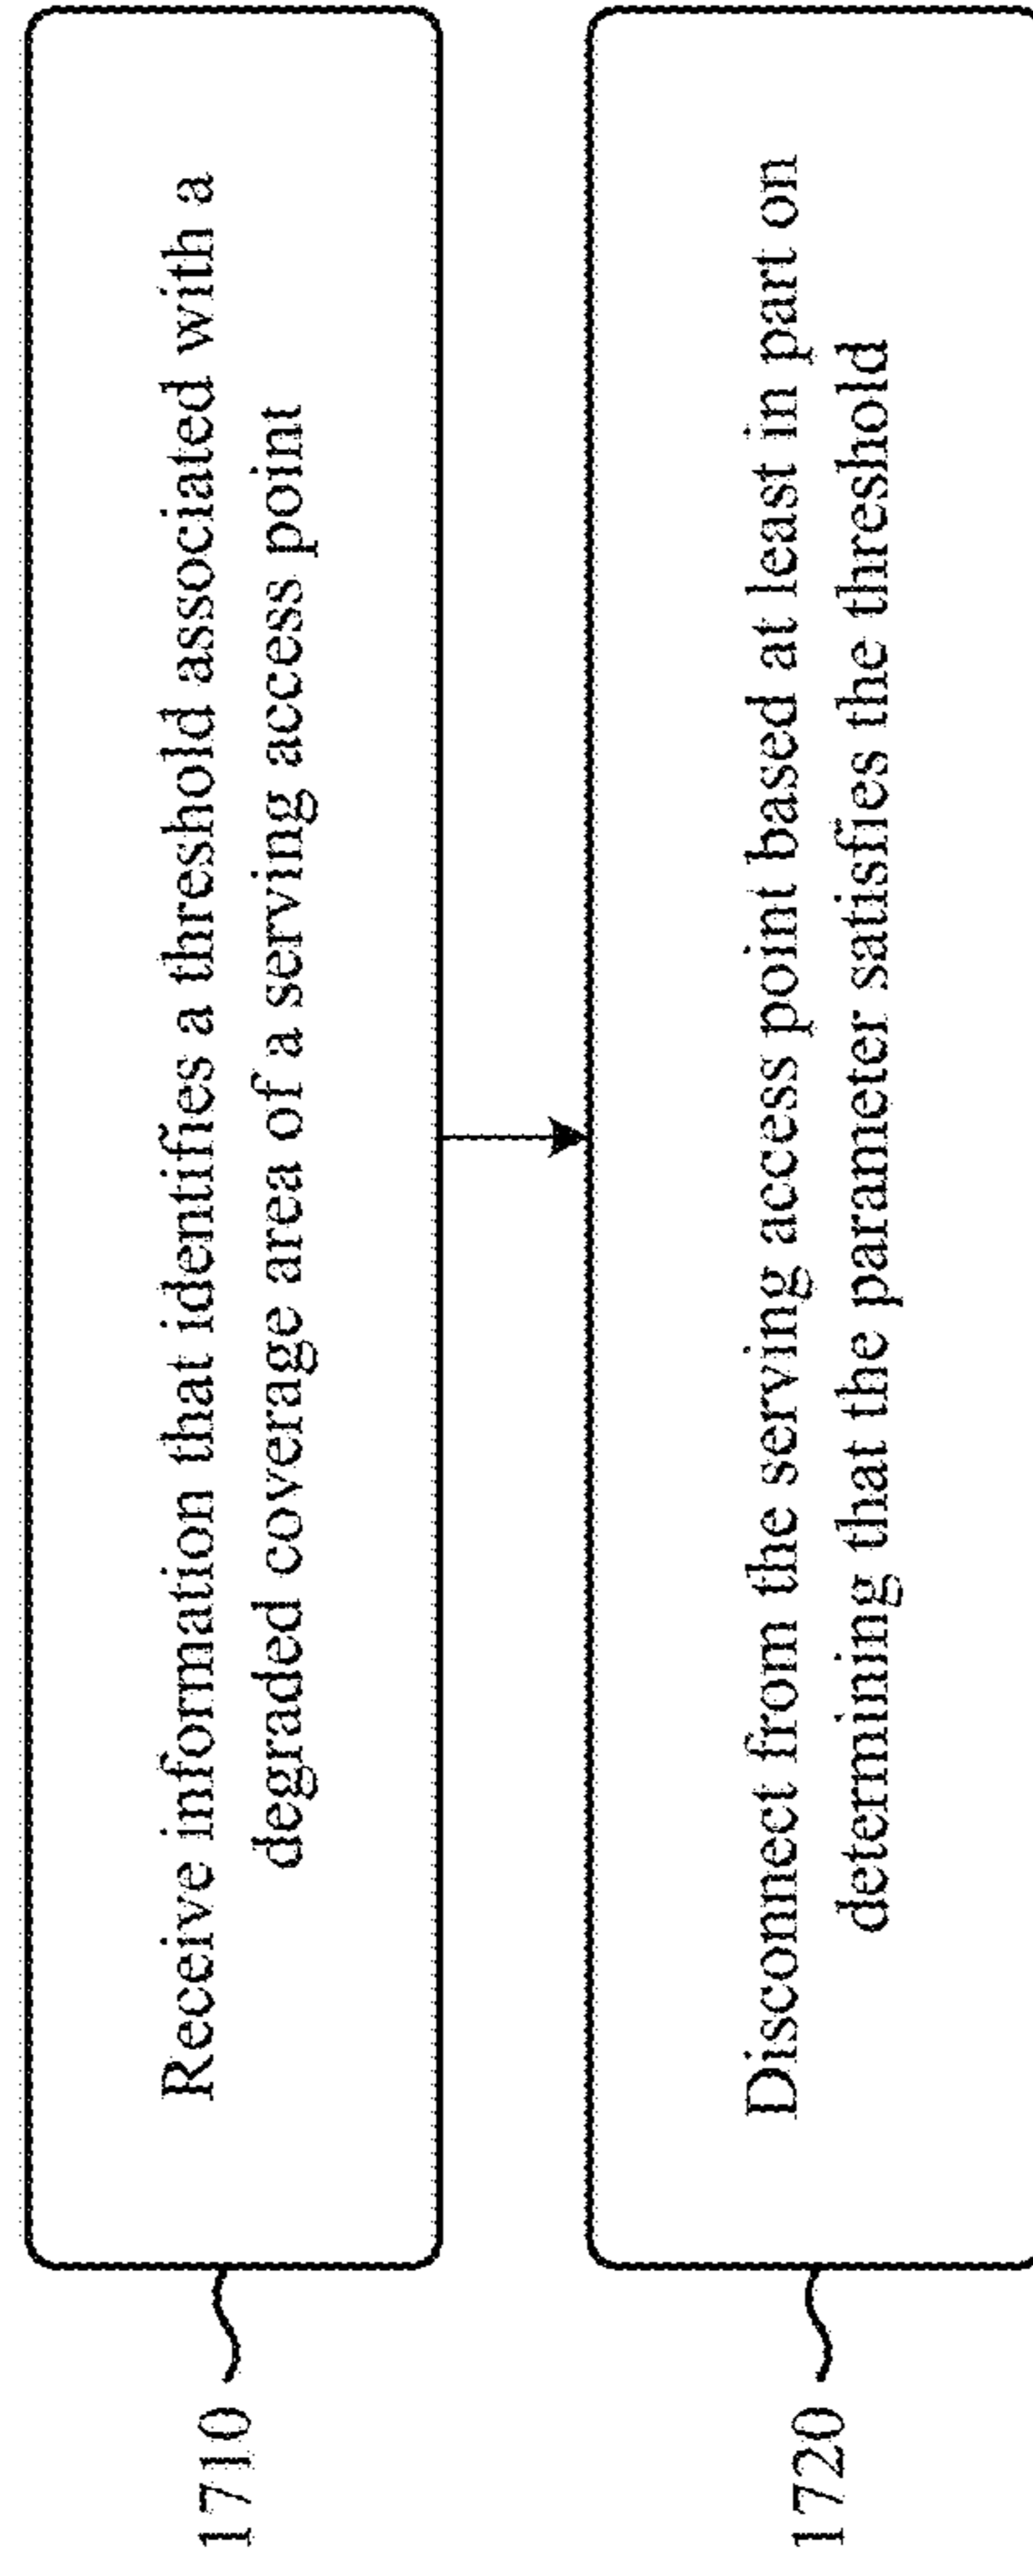 1710
Receive information that identifies a threshold associated with a
degraded coverage area of a serving access point
1720
Disconnect from the serving access point based at least in part on
determining that the parameter satisfies the threshold